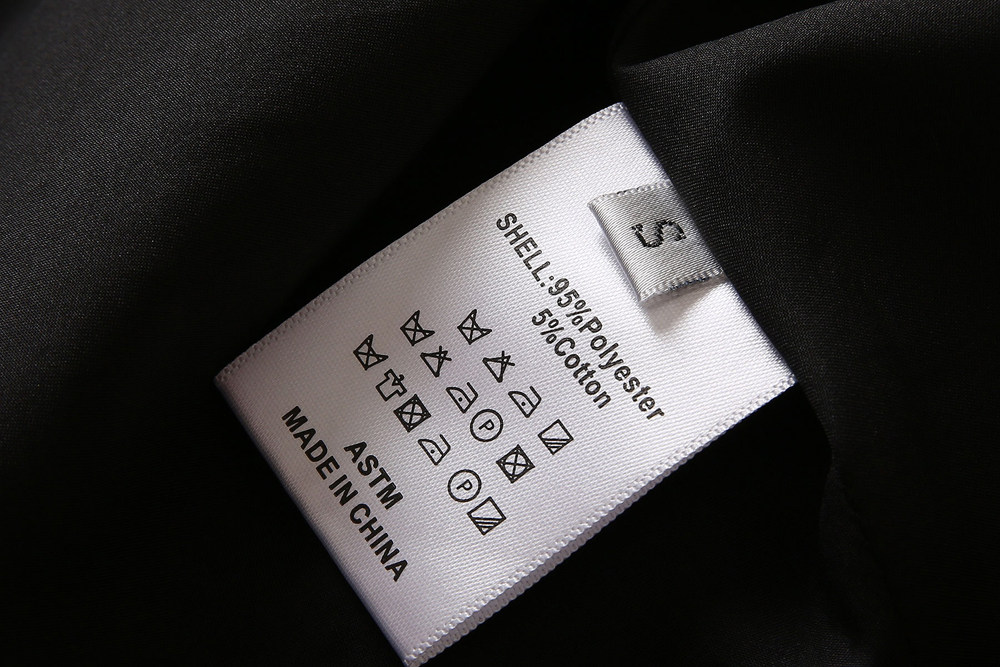 S
SHELL:95%Polyester
5%Cotton
P
P
ASTM
MADE IN CHINA